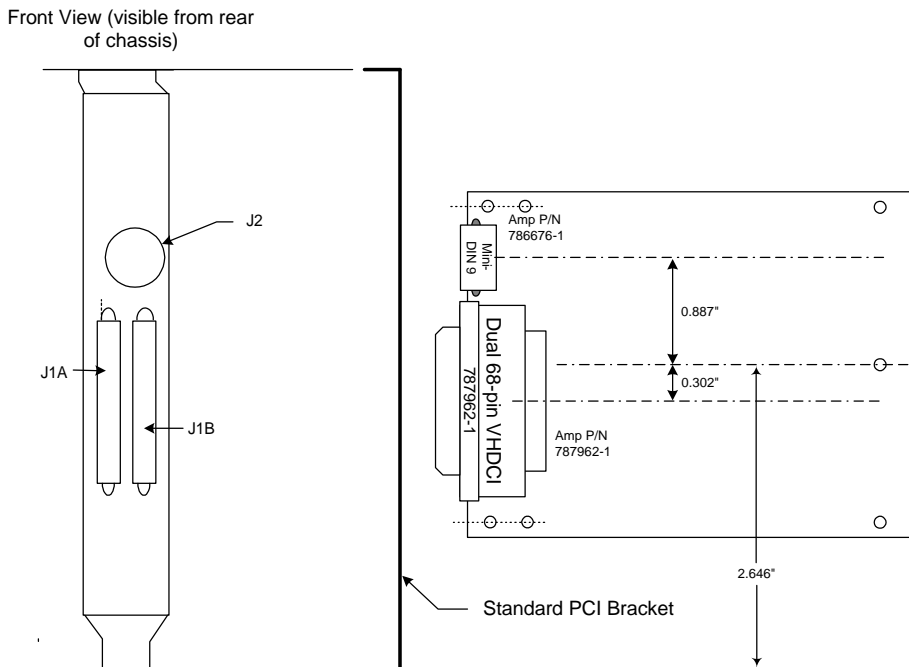 Front View (visible from rear
of chassis)
J2
J1A
J1B
Amp P/N
786676-1
Mini-
DIN 9
0.887"
0.302"
Dual 68-pin VHDCI
787962-1
Amp P/N
787962-1
2.646"
Standard PCI Bracket